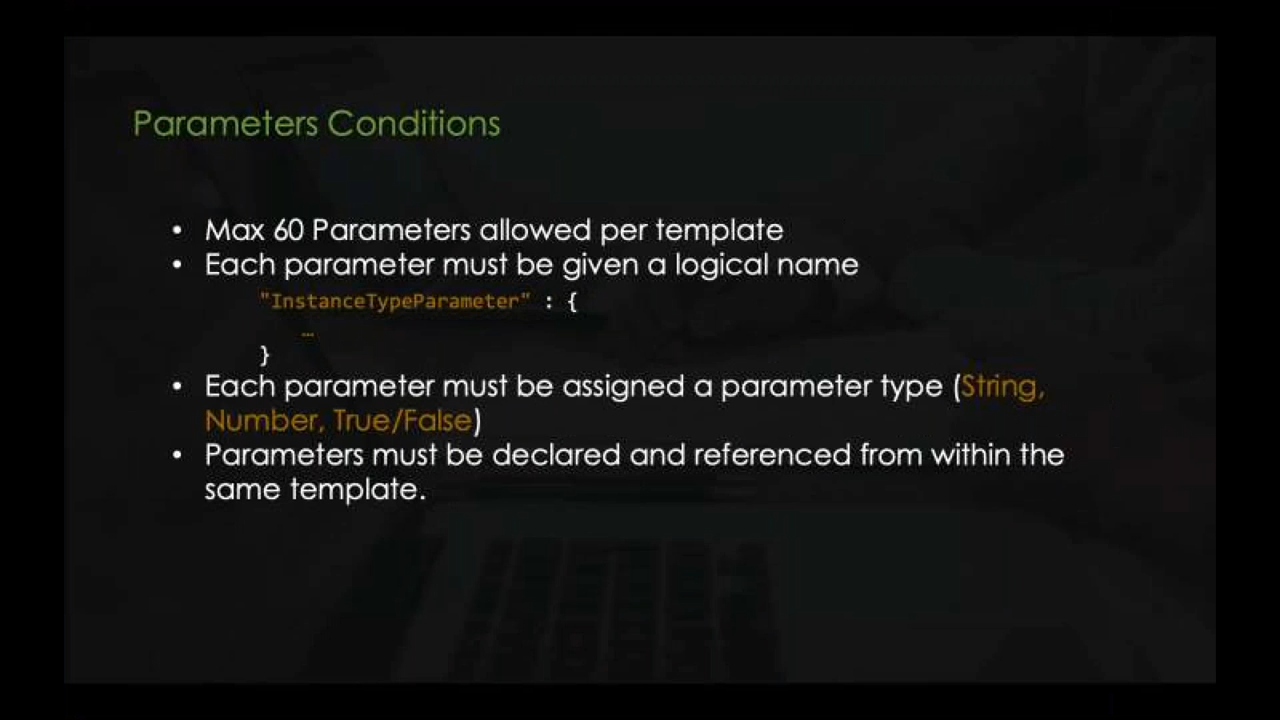 Parameters Conditions
• Max 60 Parameters allowed per template
• Each parameter must be given a logical name
"InstanceTypeParameter" : {
…
}
• Each parameter must be assigned a parameter type (String,
Number, True/False)
• Parameters must be declared and referenced from within the
same template.